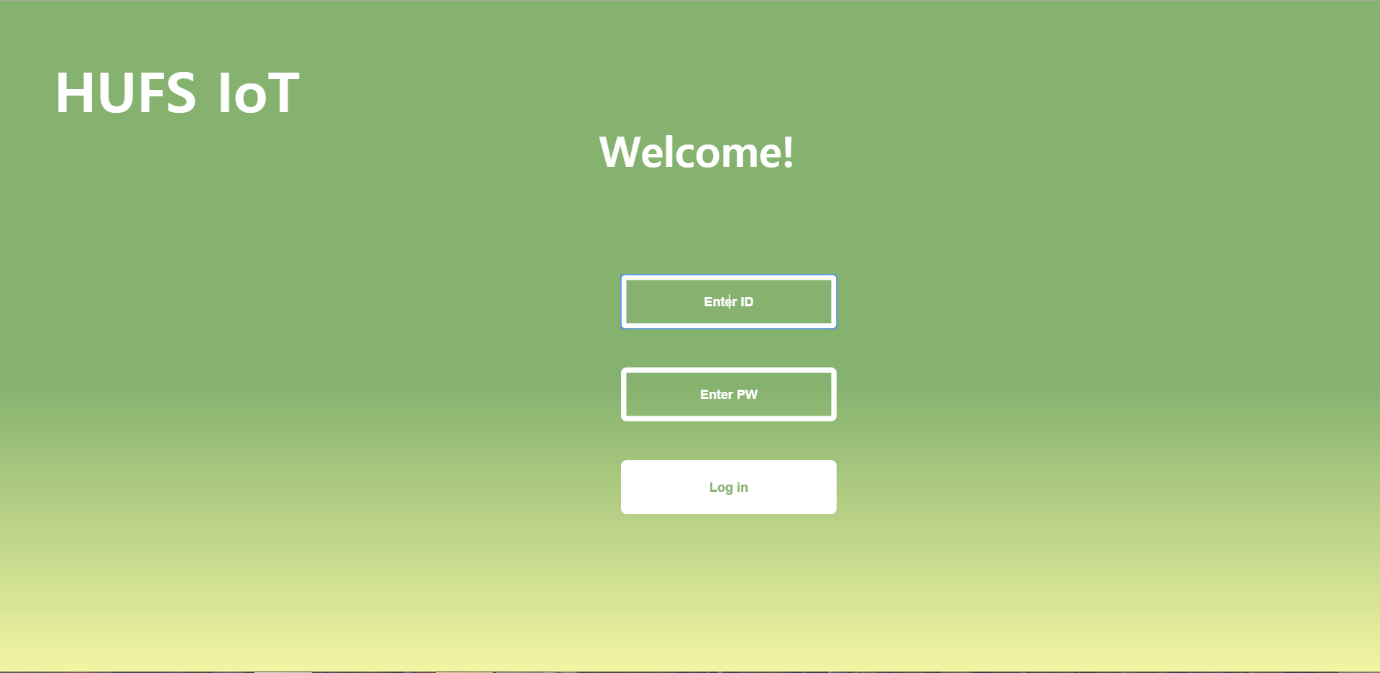 HUFS IoT
Welcome!
Enter ID
Enter PW
Log in